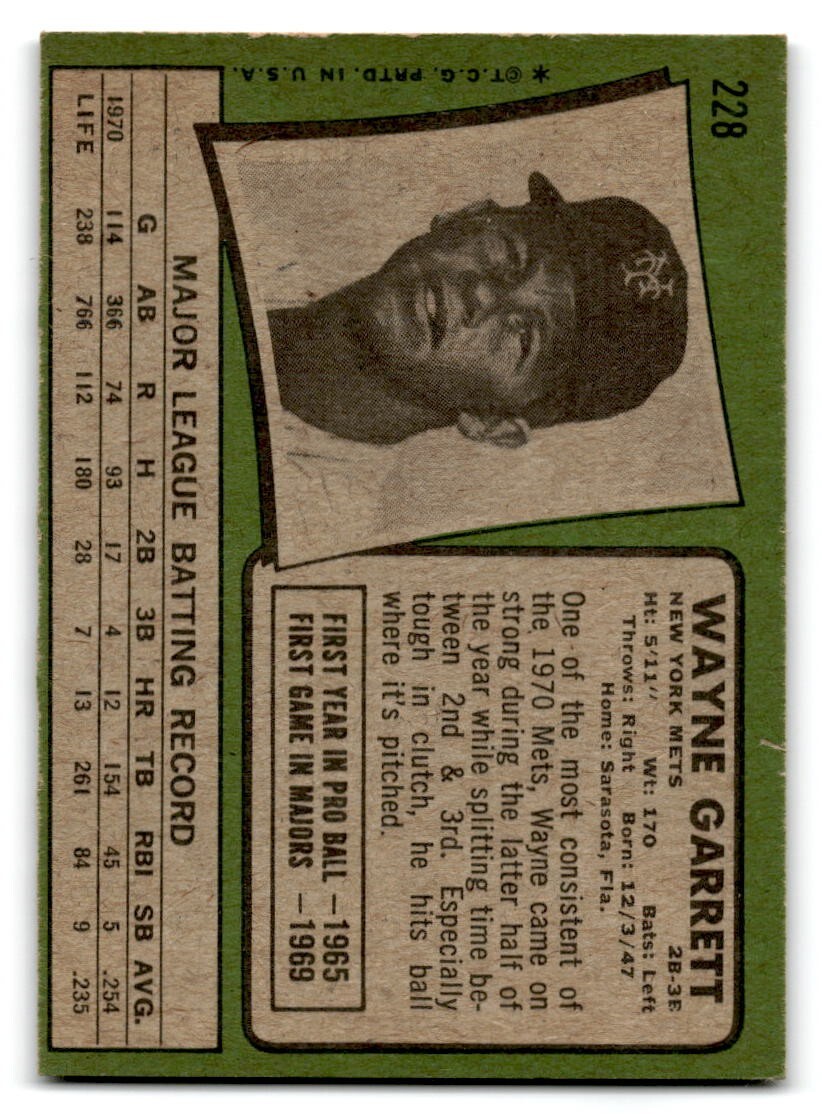 228
WAYNE GARRETT
NEW YORK METS 2B-3B
Ht: 5'11" Wt: 170 Bats: Left
Throws: Right Born: 12/3/47
Home: Sarasota, Fla.
One of the most consistent of
the 1970 Mets, Wayne came on
strong during the latter half of
the year while splitting time be-
tween 2nd & 3rd. Especially
tough in clutch, he hits ball
where it's pitched.
FIRST YEAR IN PRO BALL —1965
FIRST GAME IN MAJORS —1969
NY
* ©T.C.G. PRTD. IN U.S.A.
MAJOR LEAGUE BATTING RECORD
G AB R H 2B 3B HR TB RBI SB AVG.
1970 114 366 74 93 17 4 12 154 45 5 .254
LIFE 238 766 112 180 28 7 13 261 84 9 .235